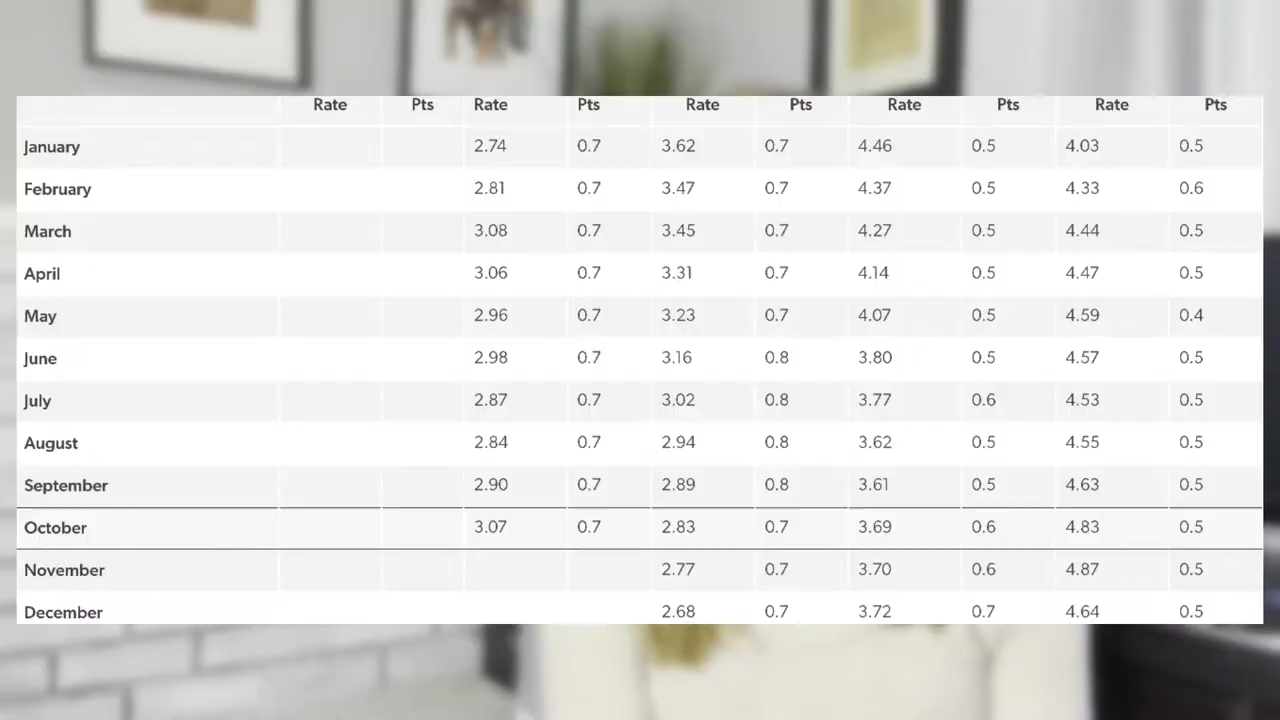 Rate Pts Rate Pts Rate Pts Rate Pts Rate Pts
January 2.74 0.7 3.62 0.7 4.46 0.5 4.03 0.5
February 2.81 0.7 3.47 0.7 4.37 0.5 4.33 0.6
March 3.08 0.7 3.45 0.7 4.27 0.5 4.44 0.5
April 3.06 0.7 3.31 0.7 4.14 0.5 4.47 0.5
May 2.96 0.7 3.23 0.7 4.07 0.5 4.59 0.4
June 2.98 0.7 3.16 0.8 3.80 0.5 4.57 0.5
July 2.87 0.7 3.02 0.8 3.77 0.6 4.53 0.5
August 2.84 0.7 2.94 0.8 3.62 0.5 4.55 0.5
September 2.90 0.7 2.89 0.8 3.61 0.5 4.63 0.5
October 3.07 0.7 2.83 0.7 3.69 0.6 4.83 0.5
November 2.77 0.7 3.70 0.6 4.87 0.5
December 2.68 0.7 3.72 0.7 4.64 0.5